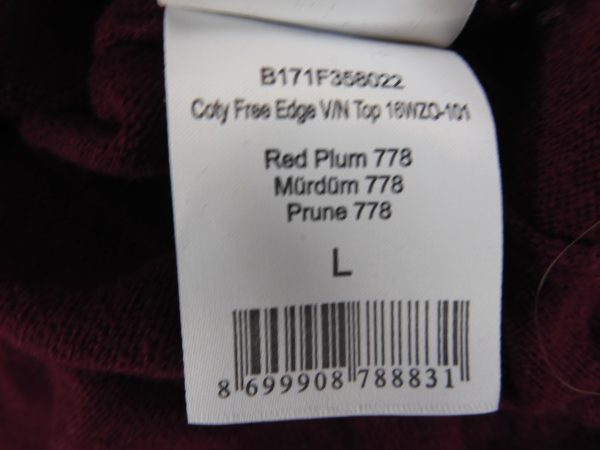 B171F358022
Coty Free Edge V/N Top 16WZO-101
Red Plum 778
Mürdüm 778
Prune 778
L
8 699908 788831